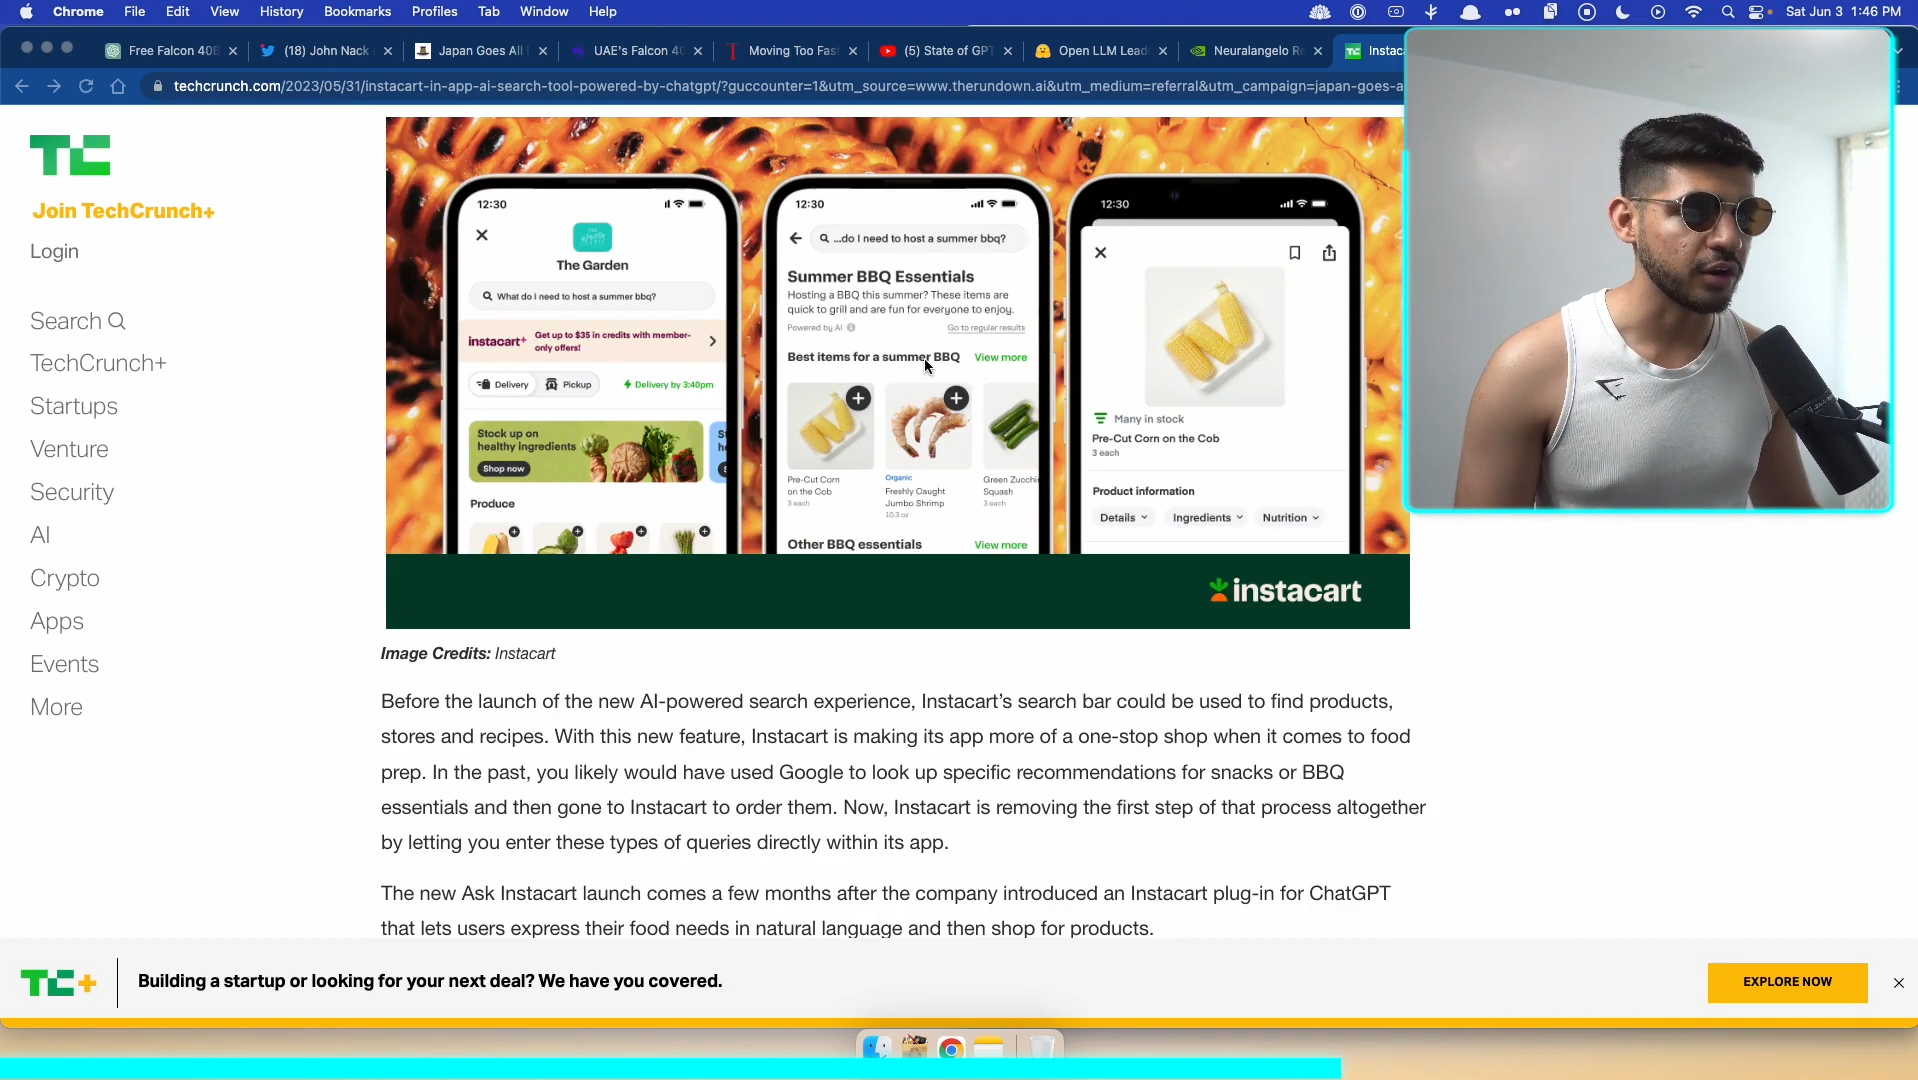 Chrome File Edit View History Bookmarks Profiles Tab Window Help Sat Jun 3 1:46 PM
Free Falcon 40B (18) John Nack Japan Goes All UAE's Falcon 40 Moving Too Fas (5) State of GPT Open LLM Lead Neuralangelo Re Instac
techcrunch.com/2023/05/31/instacart-in-app-ai-search-tool-powered-by-chatgpt/?guccounter=1&utm_source=www.therundown.ai&utm_medium=referral&utm_campaign=japan-goes-a
TC
Join TechCrunch+
Login
Search
TechCrunch+
Startups
Venture
Security
AI
Crypto
Apps
Events
More
12:30
The Garden
What do I need to host a summer bbq?
instacart+ Get up to $35 in credits with member-
only offers!
Delivery Pickup Delivery by 3:40pm
Stock up on
healthy ingredients
Shop now
Produce
12:30
...do I need to host a summer bbq?
Summer BBQ Essentials
Hosting a BBQ this summer? These items are
quick to grill and are fun for everyone to enjoy.
Powered by AI Go to regular results
Best items for a summer BBQ View more
Pre-Cut Corn
on the Cob
3 each
Organic
Freshly Caught
Jumbo Shrimp
10.3 oz
Green Zucchi
Squash
3 each
Other BBQ essentials View more
12:30
Many in stock
Pre-Cut Corn on the Cob
3 each
Product information
Details Ingredients Nutrition
instacart
Image Credits: Instacart
Before the launch of the new AI-powered search experience, Instacart's search bar could be used to find products,
stores and recipes. With this new feature, Instacart is making its app more of a one-stop shop when it comes to food
prep. In the past, you likely would have used Google to look up specific recommendations for snacks or BBQ
essentials and then gone to Instacart to order them. Now, Instacart is removing the first step of that process altogether
by letting you enter these types of queries directly within its app.
The new Ask Instacart launch comes a few months after the company introduced an Instacart plug-in for ChatGPT
that lets users express their food needs in natural language and then shop for products.
TC+ Building a startup or looking for your next deal? We have you covered. EXPLORE NOW